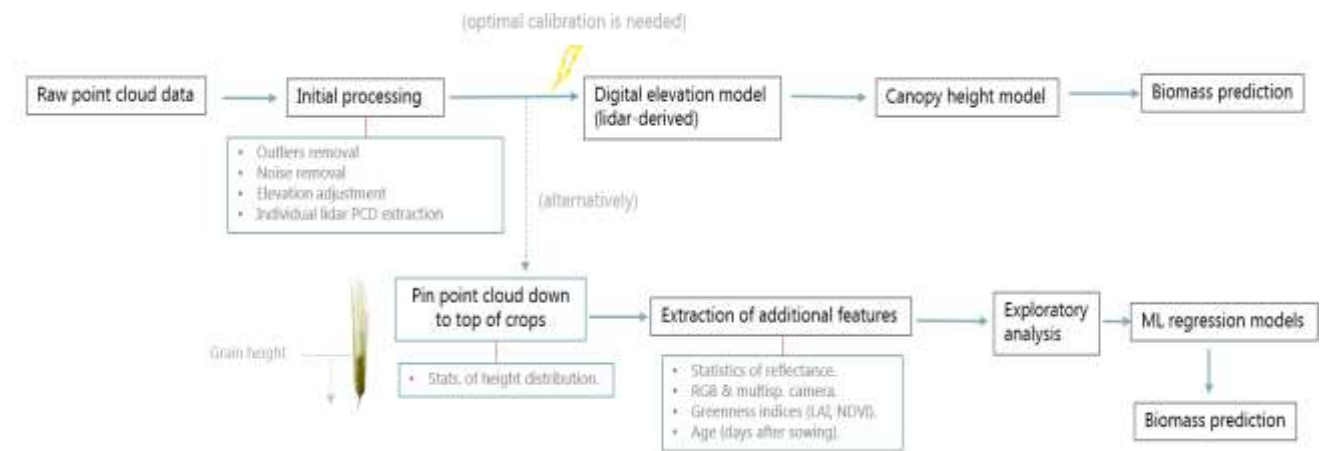 (optimal calibration is needed)
Raw point cloud data
Initial processing
Digital elevation model
(lidar-derived)
Canopy height model
Biomass prediction
• Outliers removal
• Noise removal
• Elevation adjustment
• Individual lidar PCD extraction
(alternatively)
Grain height
Pin point cloud down
to top of crops
Extraction of additional features
Exploratory
analysis
ML regression models
• Stats. of height distribution.
• Statistics of reflectance.
• RGB & multisp. camera.
• Greenness indices (LAI, NDVI).
• Age (days after sowing).
Biomass prediction